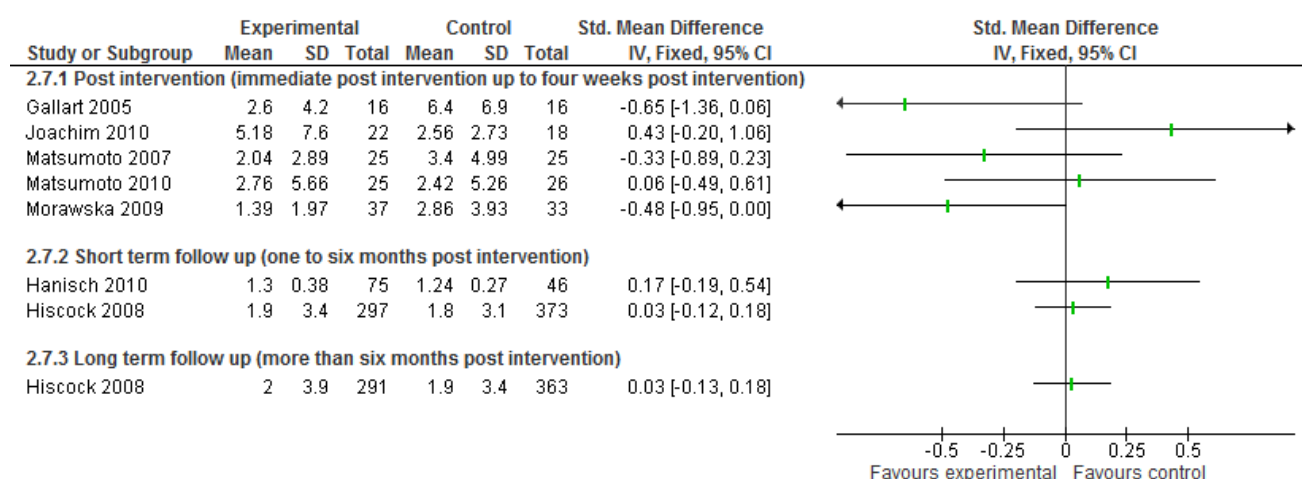 Experimental Control Std. Mean Difference Std. Mean Difference
Study or Subgroup Mean SD Total Mean SD Total IV, Fixed, 95% CI IV, Fixed, 95% CI
2.7.1 Post intervention (immediate post intervention up to four weeks post intervention)
Gallart 2005 2.6 4.2 16 6.4 6.9 16 -0.65 [-1.36, 0.06]
Joachim 2010 5.18 7.6 22 2.56 2.73 18 0.43 [-0.20, 1.06]
Matsumoto 2007 2.04 2.89 25 3.4 4.99 25 -0.33 [-0.89, 0.23]
Matsumoto 2010 2.76 5.66 25 2.42 5.26 26 0.06 [-0.49, 0.61]
Morawska 2009 1.39 1.97 37 2.86 3.93 33 -0.48 [-0.95, 0.00]
2.7.2 Short term follow up (one to six months post intervention)
Hanisch 2010 1.3 0.38 75 1.24 0.27 46 0.17 [-0.19, 0.54]
Hiscock 2008 1.9 3.4 297 1.8 3.1 373 0.03 [-0.12, 0.18]
2.7.3 Long term follow up (more than six months post intervention)
Hiscock 2008 2 3.9 291 1.9 3.4 363 0.03 [-0.13, 0.18]
-0.5 -0.25 0 0.25 0.5
Favours experimental Favours control